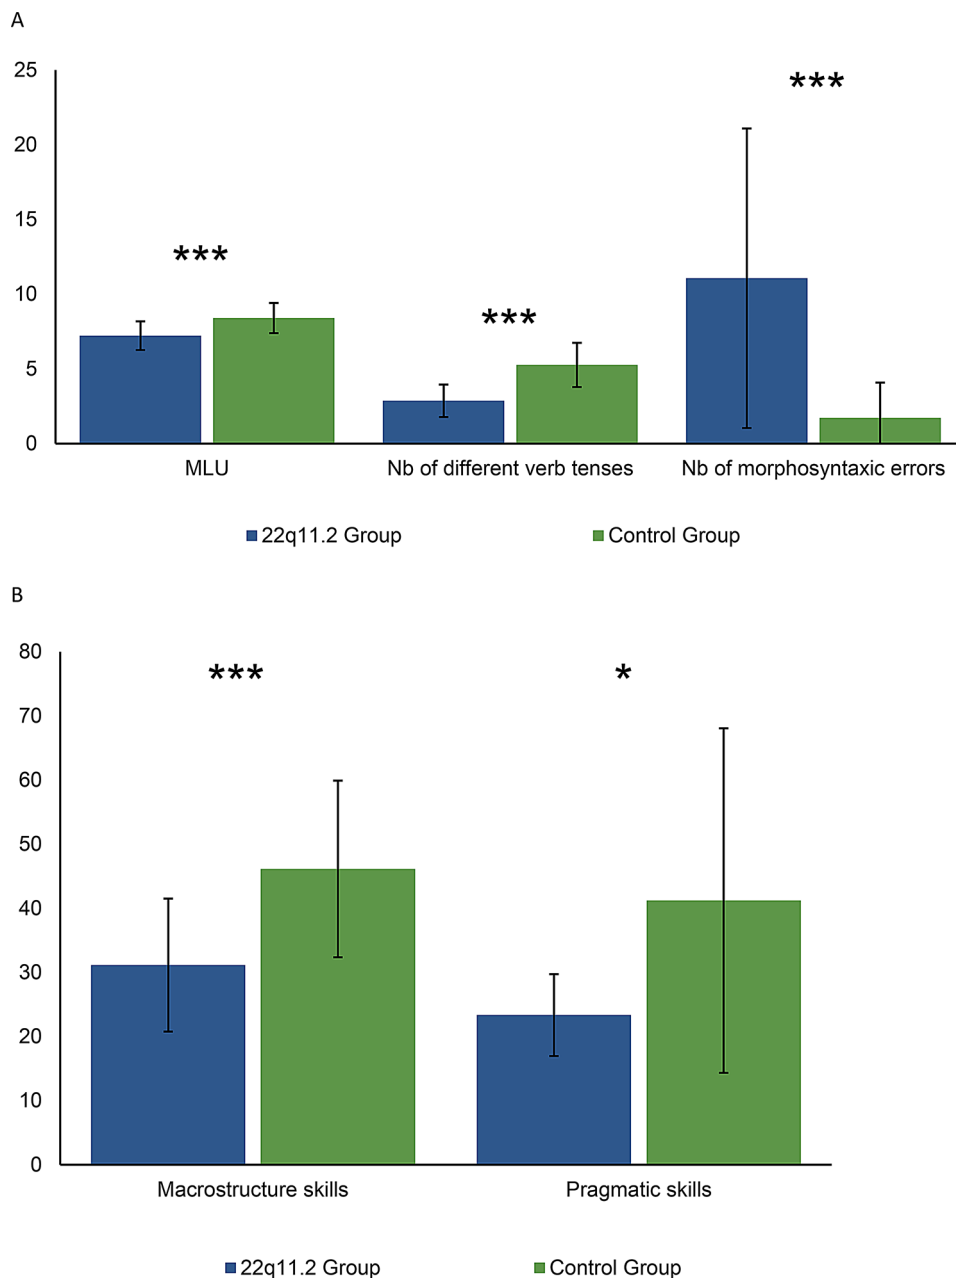 A
25
20
15
10
5
0
***
***
***
MLU
Nb of different verb tenses
Nb of morphosyntaxic errors
22q11.2 Group
Control Group
B
80
70
60
50
40
30
20
10
0
***
*
Macrostructure skills
Pragmatic skills
22q11.2 Group
Control Group